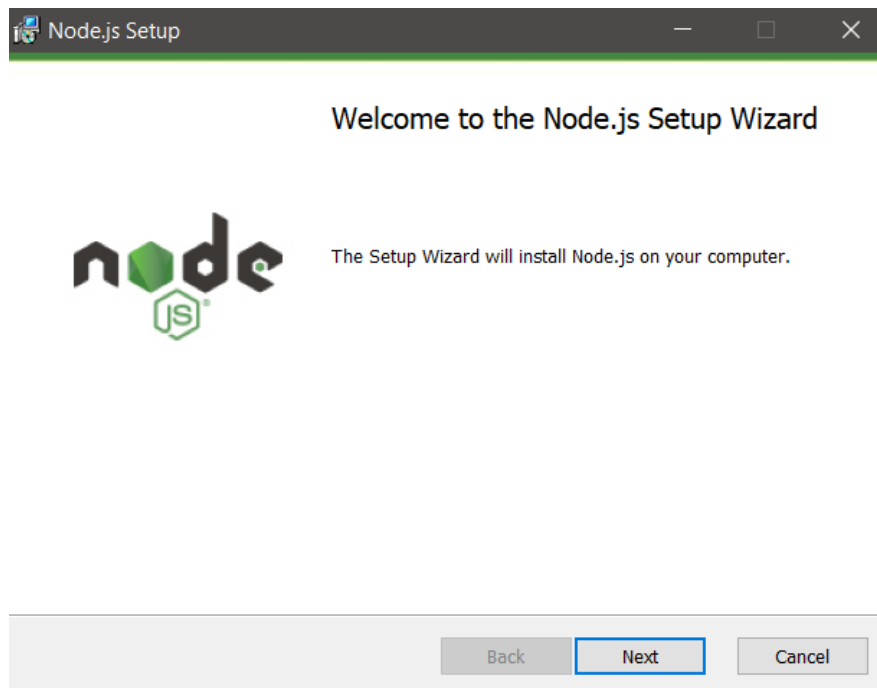 Node.js Setup
Welcome to the Node.js Setup Wizard
node
JS
The Setup Wizard will install Node.js on your computer.
Back Next Cancel